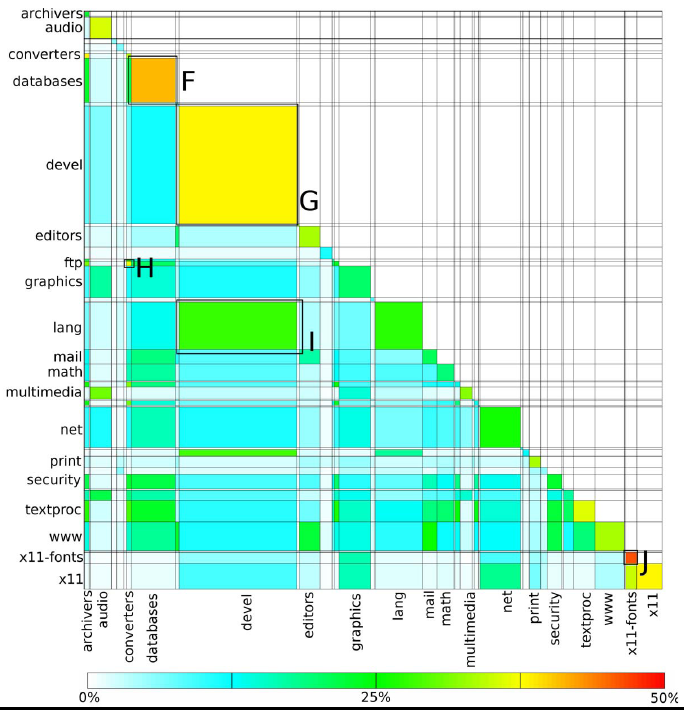 archivers
audio
converters
databases
F
devel
G
editors
ftp
H
graphics
lang
I
mail
math
multimedia
net
print
security
textproc
www
x11-fonts
J
x11
archivers
audio
converters
databases
devel
editors
graphics
lang
mail
math
multimedia
net
print
security
textproc
www
x11-fonts
x11
0% 25% 50%